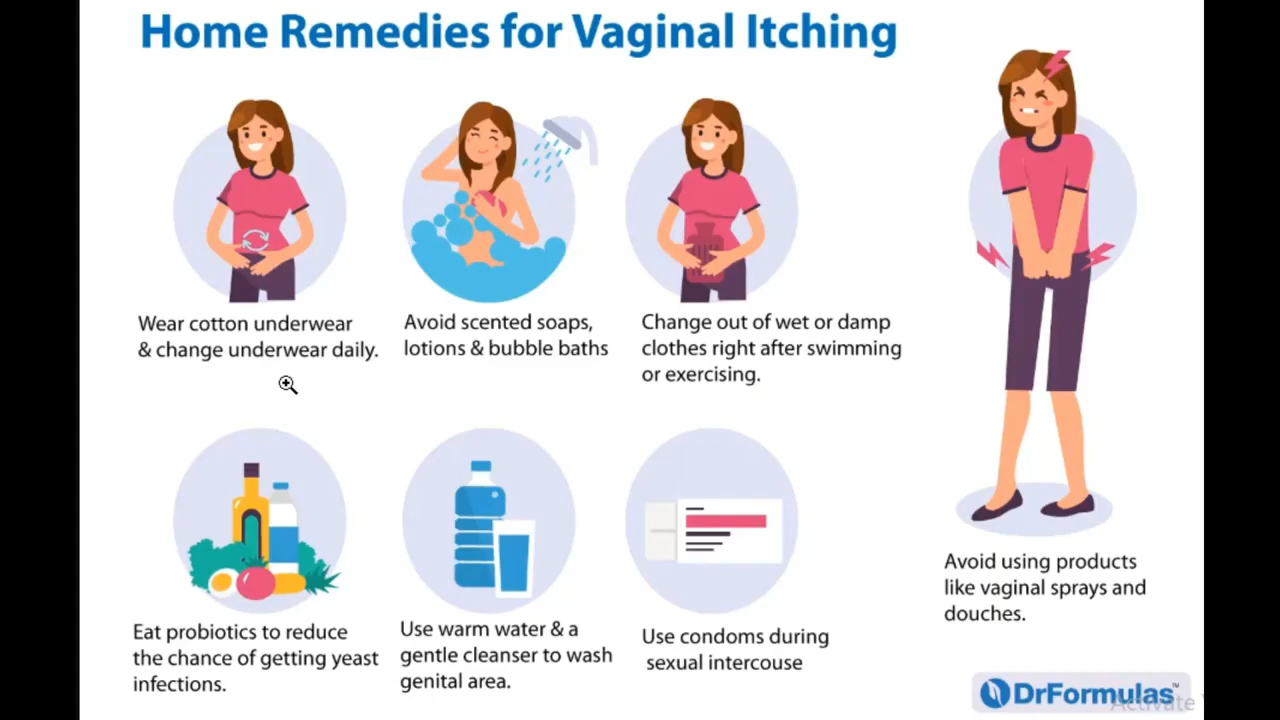 Home Remedies for Vaginal Itching
Wear cotton underwear
& change underwear daily.
Avoid scented soaps,
lotions & bubble baths
Change out of wet or damp
clothes right after swimming
or exercising.
Eat probiotics to reduce
the chance of getting yeast
infections.
Use warm water & a
gentle cleanser to wash
genital area.
Use condoms during
sexual intercouse
Avoid using products
like vaginal sprays and
douches.
DrFormulas™
Activate